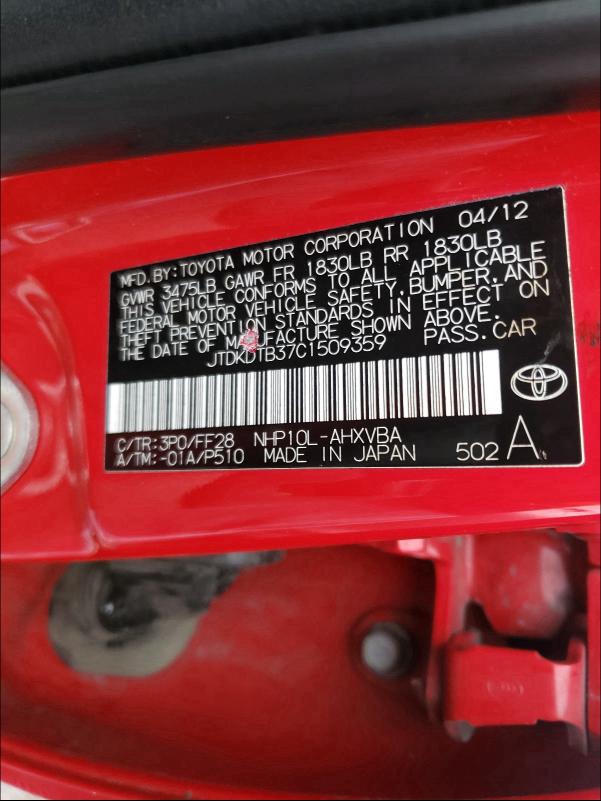 MFD. BY: TOYOTA MOTOR CORPORATION 04/12
GVWR 3475LB GAWR FR 1830LB RR 1830LB
THIS VEHICLE CONFORMS TO ALL APPLICABLE
FEDERAL MOTOR VEHICLE SAFETY, BUMPER, AND
THEFT PREVENTION STANDARDS IN EFFECT ON
THE DATE OF MANUFACTURE SHOWN ABOVE.
JTDKDTB37C1509359 PASS. CAR
C/TR: 3P0/FF28 NHP10L-AHXVBA
A/TM: -01A/P510 MADE IN JAPAN 502 A